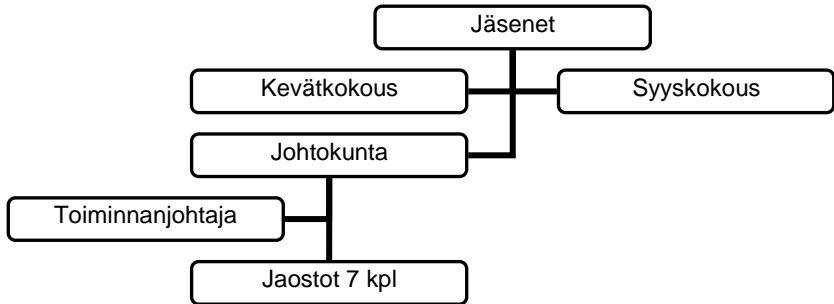 Jäsenet
Kevätkokous
Syyskokous
Johtokunta
Toiminnanjohtaja
Jaostot 7 kpl